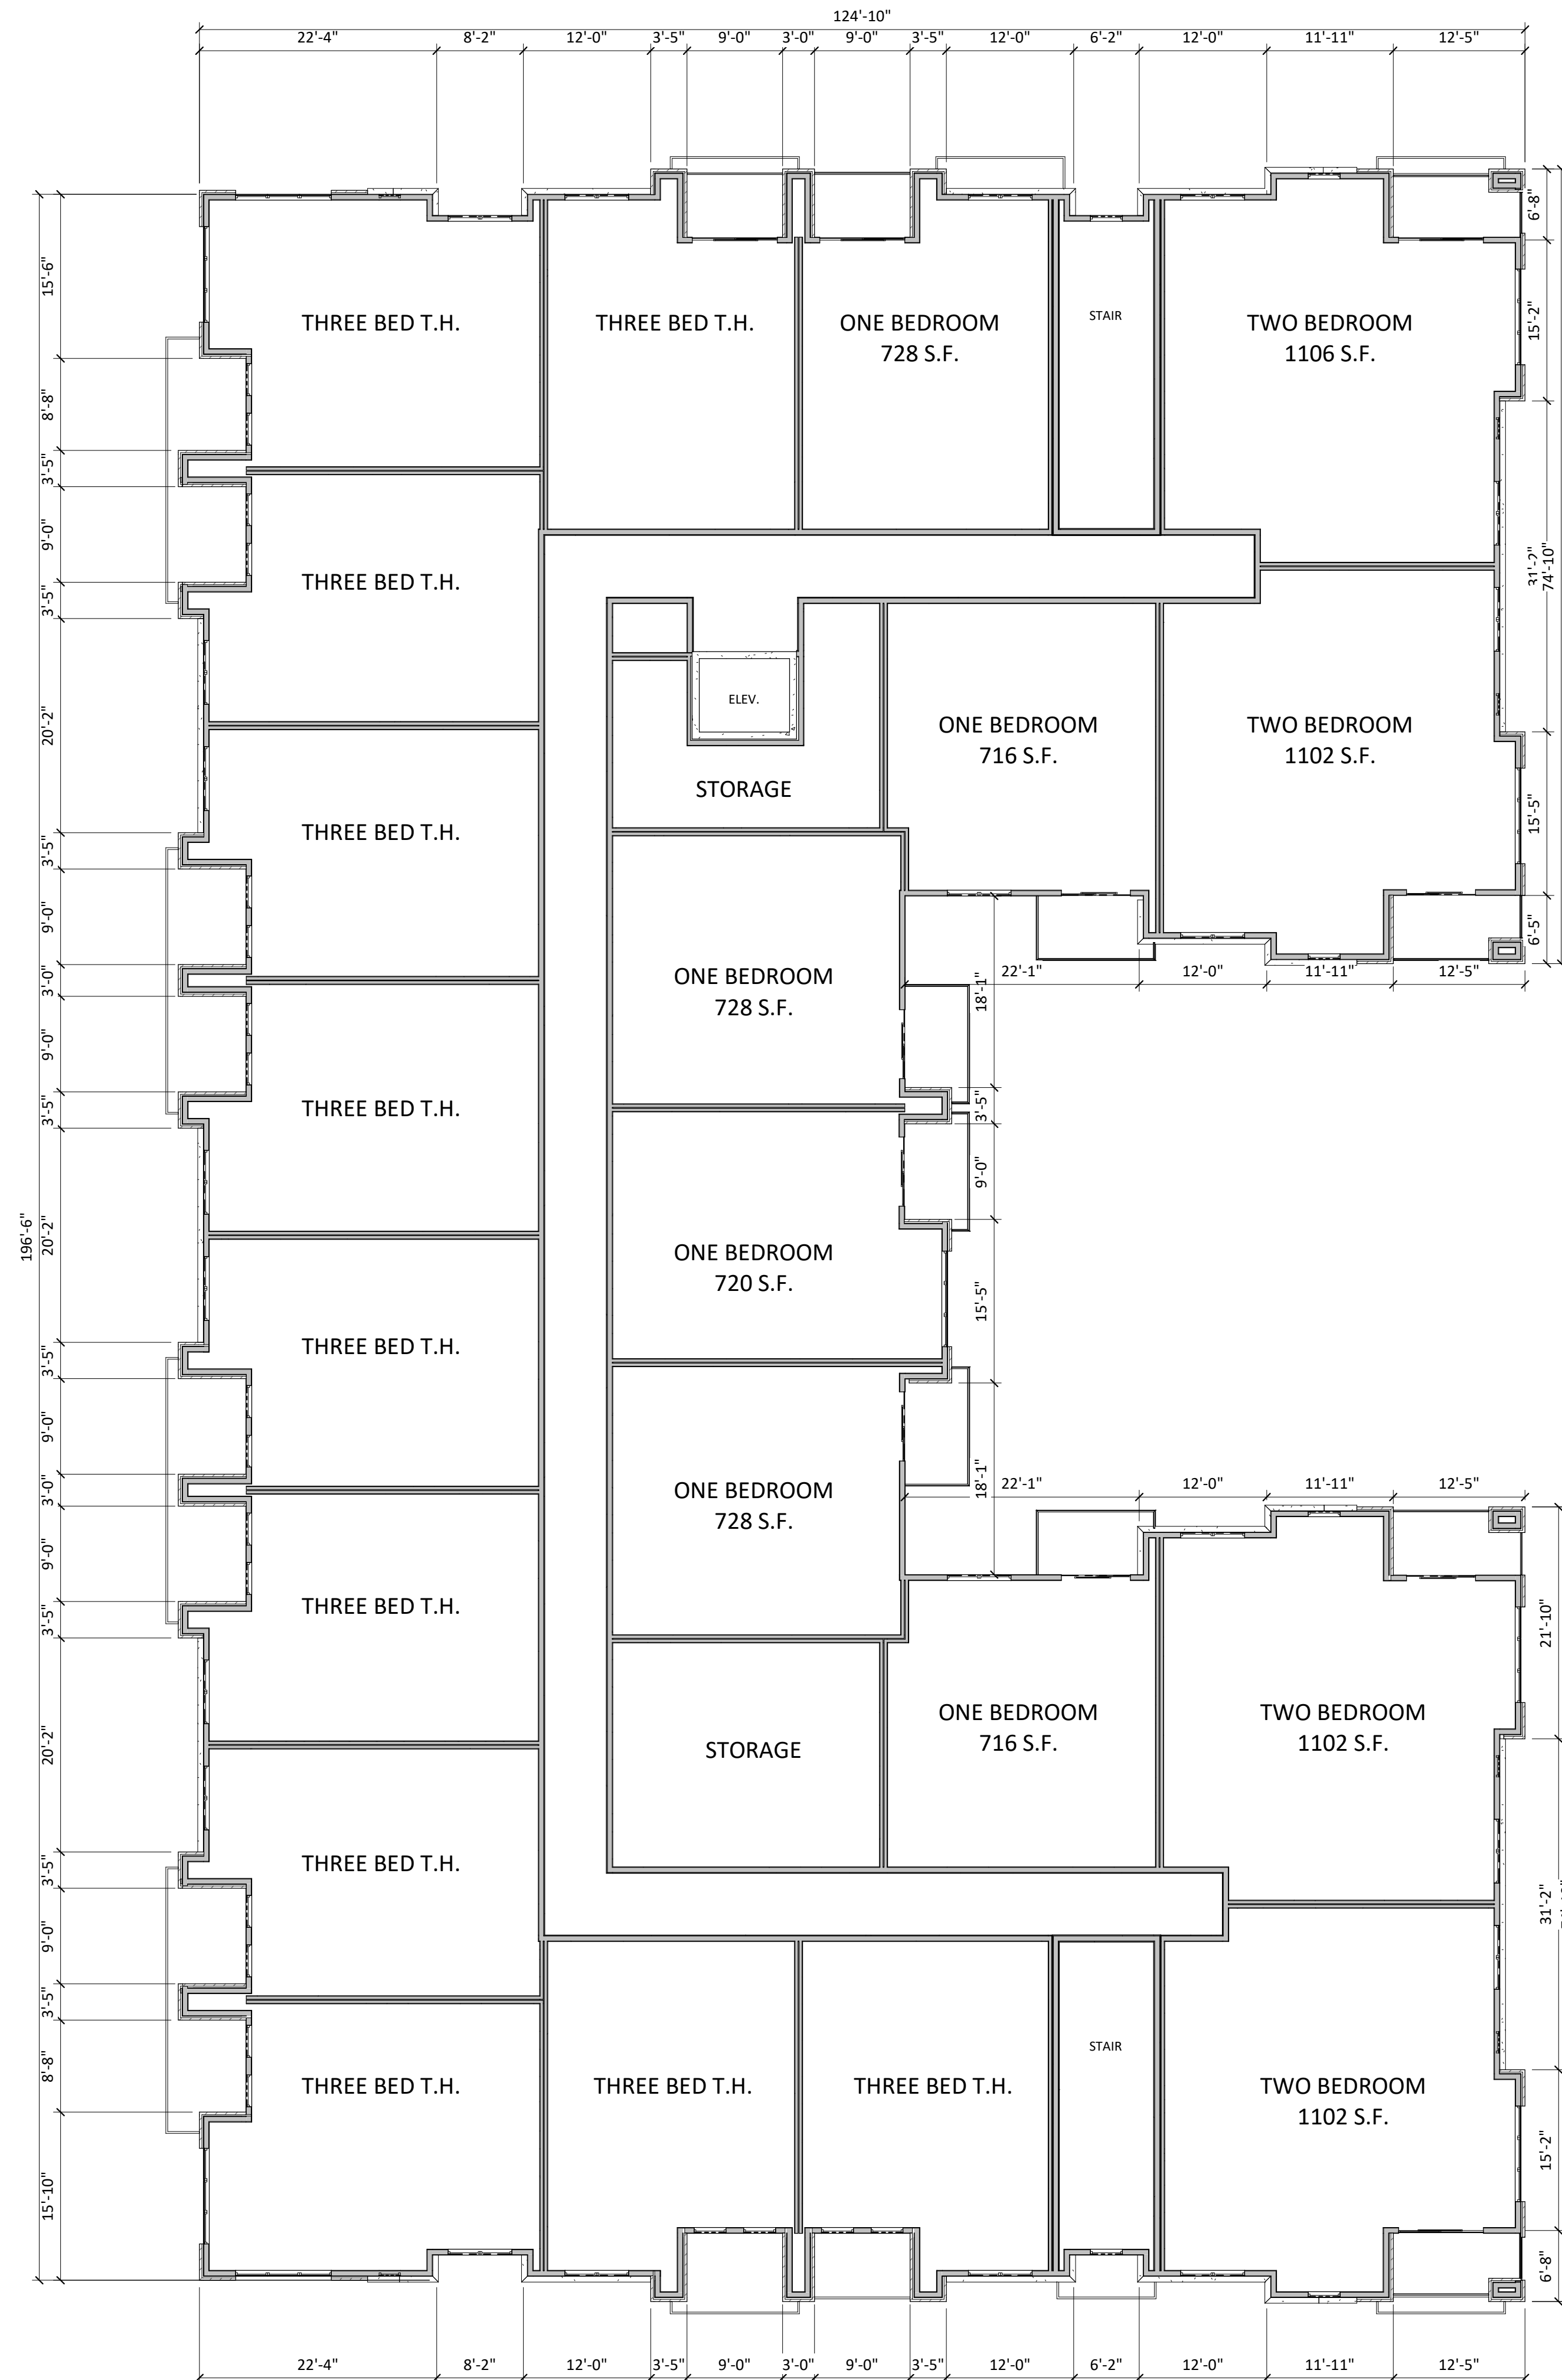 124'-10"
22'-4" 8'-2" 12'-0" 3'-5" 9'-0" 3'-0" 9'-0" 3'-5" 12'-0" 6'-2" 12'-0" 11'-11" 12'-5"
6'-8"
15'-6"
15'-2"
THREE BED T.H. THREE BED T.H. ONE BEDROOM STAIR TWO BEDROOM
728 S.F. 1106 S.F.
8'-8"
3'-5"
9'-0"
31'-2"
74'-10"
THREE BED T.H.
3'-5"
ELEV.
20'-2"
ONE BEDROOM TWO BEDROOM
716 S.F. 1102 S.F.
STORAGE
15'-5"
THREE BED T.H.
3'-5"
9'-0"
6'-5"
3'-0"
ONE BEDROOM
728 S.F.
18'-1"
22'-1" 12'-0" 11'-11" 12'-5"
9'-0"
3'-5"
3'-5"
THREE BED T.H.
9'-0"
196'-6"
20'-2"
ONE BEDROOM
720 S.F.
15'-5"
THREE BED T.H.
3'-5"
9'-0"
3'-0"
18'-1"
22'-1" 12'-0" 11'-11" 12'-5"
ONE BEDROOM
728 S.F.
9'-0"
3'-5"
THREE BED T.H.
21'-10"
20'-2"
STORAGE
ONE BEDROOM TWO BEDROOM
716 S.F. 1102 S.F.
THREE BED T.H.
3'-5"
9'-0"
31'-2"
3'-5"
8'-8"
STAIR
THREE BED T.H. THREE BED T.H. THREE BED T.H. TWO BEDROOM
1102 S.F.
15'-2"
15'-10"
6'-8"
22'-4" 8'-2" 12'-0" 3'-5" 9'-0" 3'-0" 9'-0" 3'-5" 12'-0" 6'-2" 12'-0" 11'-11" 12'-5"